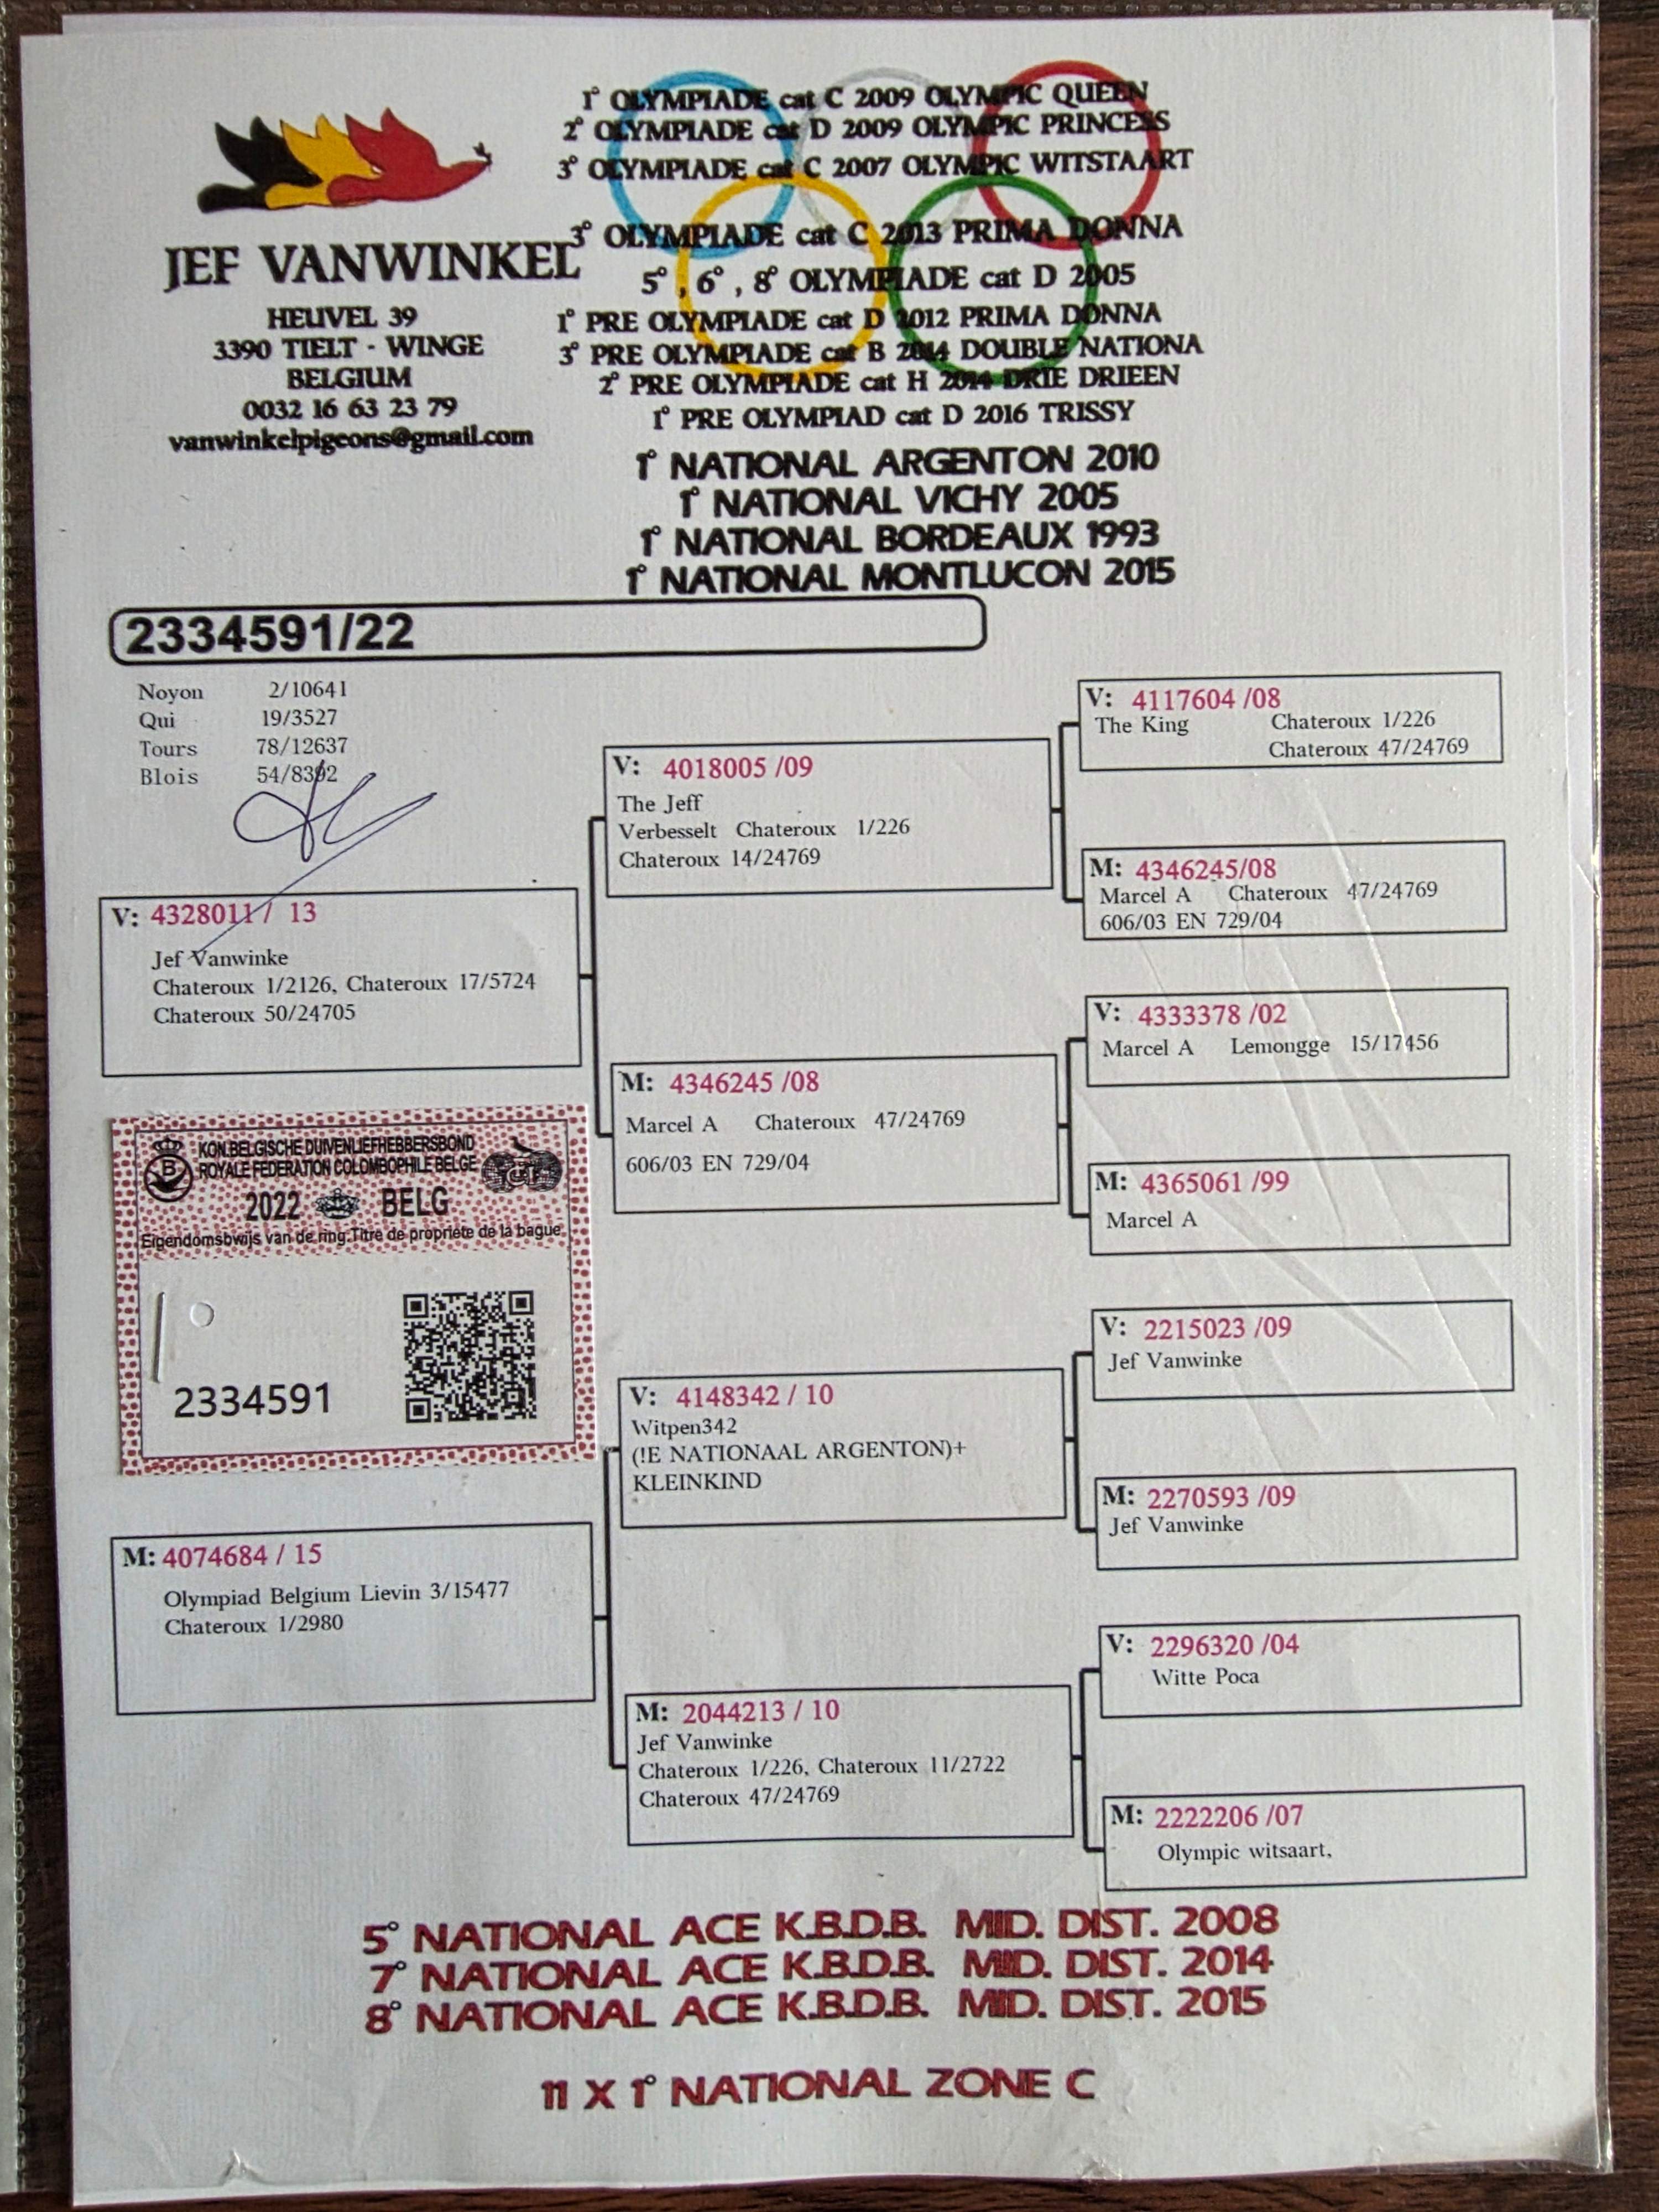 1° OLYMPIADE cat C 2009 OLYMPIC QUEEN
2° OLYMPIADE cat D 2009 OLYMPIC PRINCESS
3° OLYMPIADE cat C 2007 OLYMPIC WITSTAART
3° OLYMPIADE cat C 2013 PRIMA DONNA
5°, 6°, 8° OLYMPIADE cat D 2005
1° PRE OLYMPIADE cat D 2012 PRIMA DONNA
3° PRE OLYMPIADE cat B 2014 DOUBLE NATIONA
2° PRE OLYMPIADE cat H 2014 DRIE DRIEEN
1° PRE OLYMPIAD cat D 2016 TRISSY
1° NATIONAL ARGENTON 2010
1° NATIONAL VICHY 2005
1° NATIONAL BORDEAUX 1993
1° NATIONAL MONTLUCON 2015
JEF VANWINKEL
HEUVEL 39
3390 TIELT - WINGE
BELGIUM
0032 16 63 23 79
vanwinkelpigeons@gmail.com
2334591/22
Noyon 2/10641
Qui 19/3527
Tours 78/12637
Blois 54/8392
V: 4328011/ 13
Jef Vanwinke
Chateroux 1/2126, Chateroux 17/5724
Chateroux 50/24705
KON.BELGISCHE DUIVENLIEFHEBBERSBOND
ROYALE FEDERATION COLOMBOPHILE BELGE
2022 BELG
Eigendomsbwijs van de ring.Titre de propriete de la bague.
2334591
M: 4074684 / 15
Olympiad Belgium Lievin 3/15477
Chateroux 1/2980
V: 4018005 /09
The Jeff
Verbesselt Chateroux 1/226
Chateroux 14/24769
M: 4346245 /08
Marcel A Chateroux 47/24769
606/03 EN 729/04
V: 4148342 / 10
Witpen342
(!E NATIONAAL ARGENTON)+
KLEINKIND
M: 2044213 / 10
Jef Vanwinke
Chateroux 1/226, Chateroux 11/2722
Chateroux 47/24769
V: 4117604 /08
The King Chateroux 1/226
Chateroux 47/24769
M: 4346245/08
Marcel A Chateroux 47/24769
606/03 EN 729/04
V: 4333378 /02
Marcel A Lemongge 15/17456
M: 4365061 /99
Marcel A
V: 2215023 /09
Jef Vanwinke
M: 2270593 /09
Jef Vanwinke
V: 2296320 /04
Witte Poca
M: 2222206 /07
Olympic witsaart,
5° NATIONAL ACE K.B.D.B. MID. DIST. 2008
7° NATIONAL ACE K.B.D.B. MID. DIST. 2014
8° NATIONAL ACE K.B.D.B. MID. DIST. 2015
11 X 1° NATIONAL ZONE C